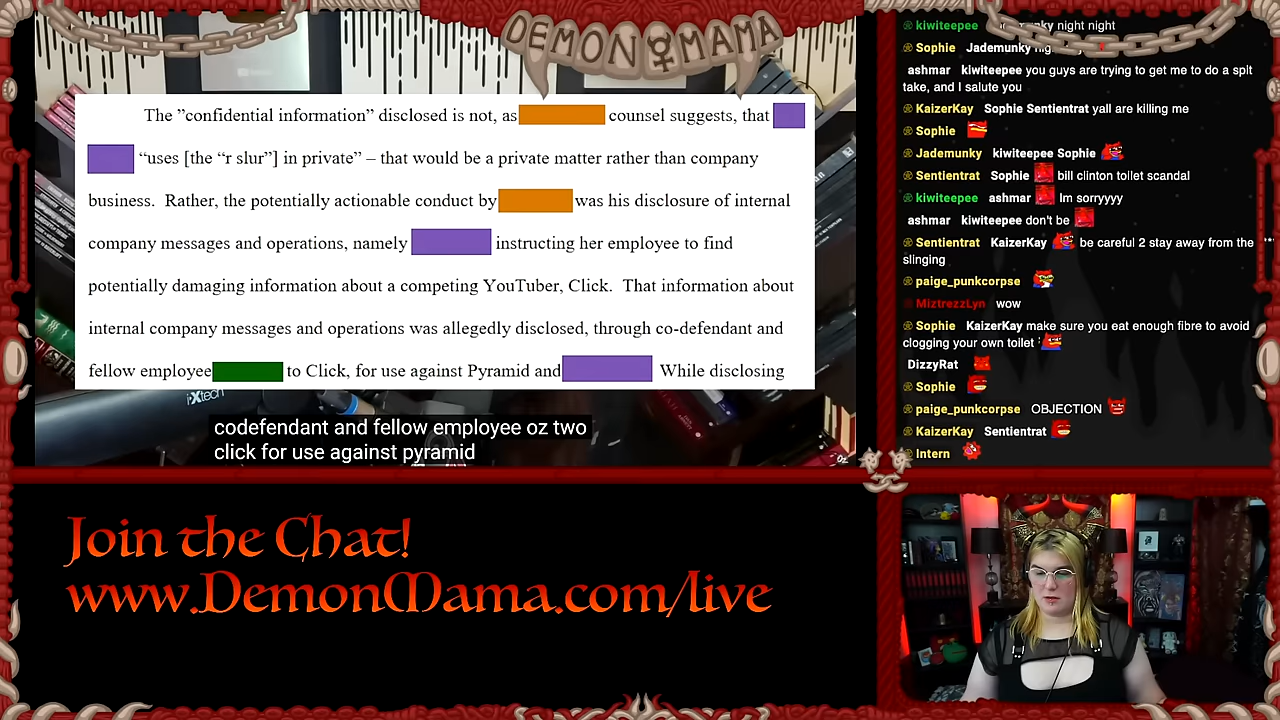 DEMON MAMA
The ”confidential information” disclosed is not, as counsel suggests, that
“uses [the “r slur”] in private” – that would be a private matter rather than company
business. Rather, the potentially actionable conduct by was his disclosure of internal
company messages and operations, namely instructing her employee to find
potentially damaging information about a competing YouTuber, Click. That information about
internal company messages and operations was allegedly disclosed, through co-defendant and
fellow employee to Click, for use against Pyramid and While disclosing
iXtech
codefendant and fellow employee oz two
click for use against pyramid
Oz
Join the Chat!
www.DemonMama.com/live
kiwiteepee night night
Sophie Jademunky
ashmar kiwiteepee you guys are trying to get me to do a spit
take, and I salute you
KaizerKay Sophie Sentientrat yall are killing me
Sophie
Jademunky kiwiteepee Sophie
Sentientrat Sophie bill clinton toilet scandal
kiwiteepee ashmar Im sorryyyy
ashmar kiwiteepee don't be
Sentientrat KaizerKay be careful 2 stay away from the
slinging
paige_punkcorpse
MiztrezzLyn wow
Sophie KaizerKay make sure you eat enough fibre to avoid
clogging your own toilet
DizzyRat
Sophie
paige_punkcorpse OBJECTION
KaizerKay Sentientrat
Intern